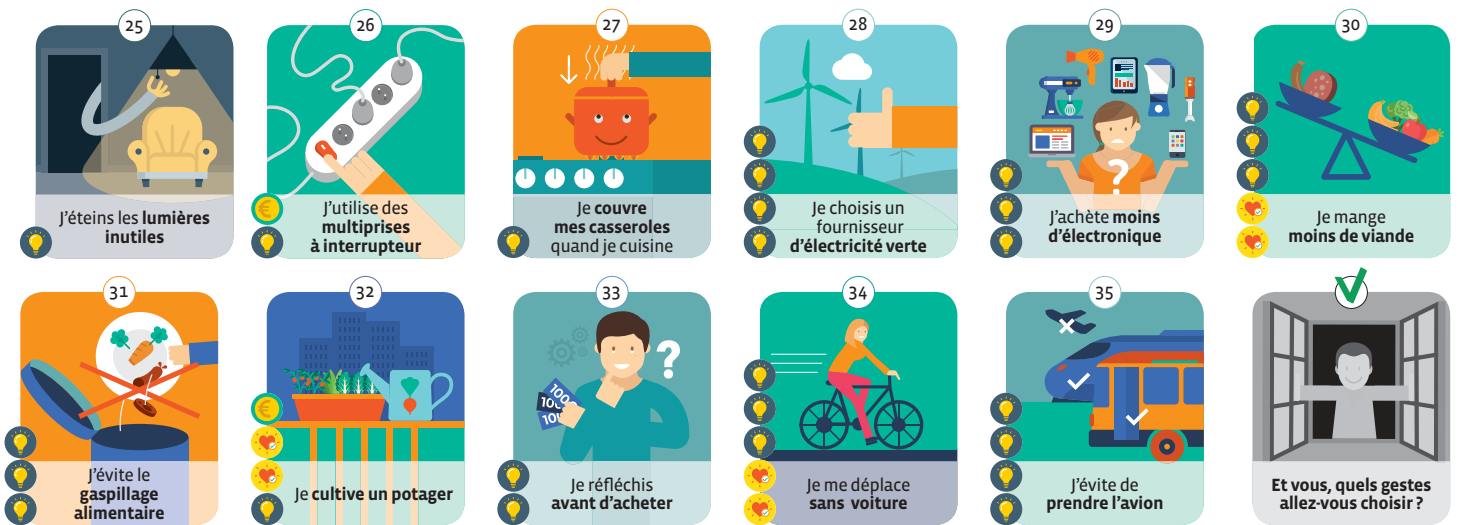 25
J'éteins les lumières
inutiles
26
€
J'utilise des
multiprises
à interrupteur
27
Je couvre
mes casseroles
quand je cuisine
28
Je choisis un
fournisseur
d'électricité verte
29
?
J'achète moins
d'électronique
30
Je mange
moins de viande
31
J'évite le
gaspillage
alimentaire
32
€
Je cultive un potager
33
?
100
100
100
Je réfléchis
avant d'acheter
34
Je me déplace
sans voiture
35
J'évite de
prendre l'avion
Et vous, quels gestes
allez-vous choisir ?